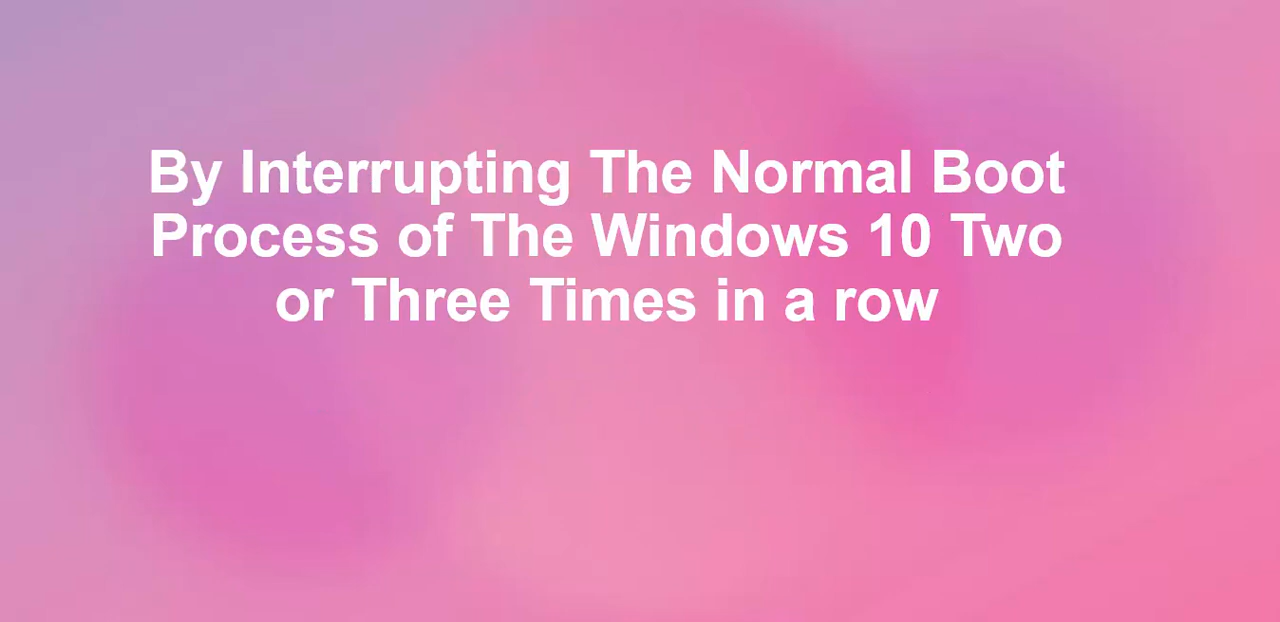 By Interrupting The Normal Boot
Process of The Windows 10 Two
or Three Times in a row